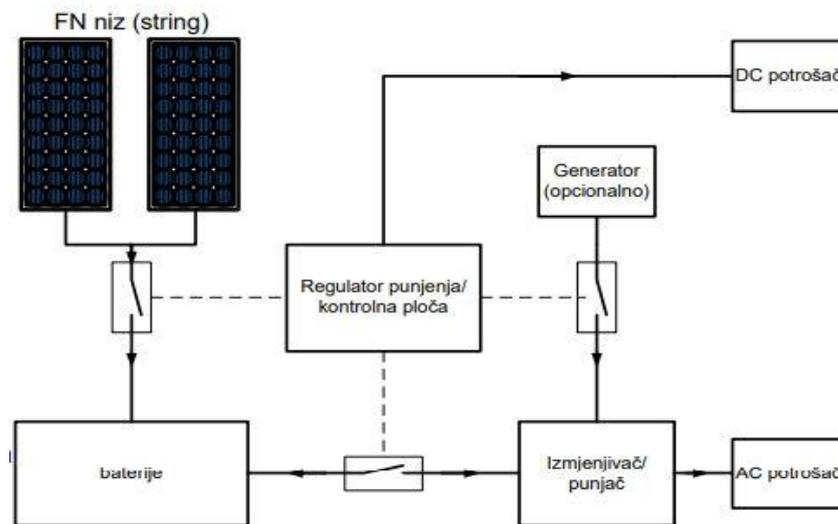 FN niz (string)
DC potrošač
Generator
(opcionalno)
Regulator punjenja/
kontrolna ploča
baterije
Izmjenjivač/
punjač
AC potrošač